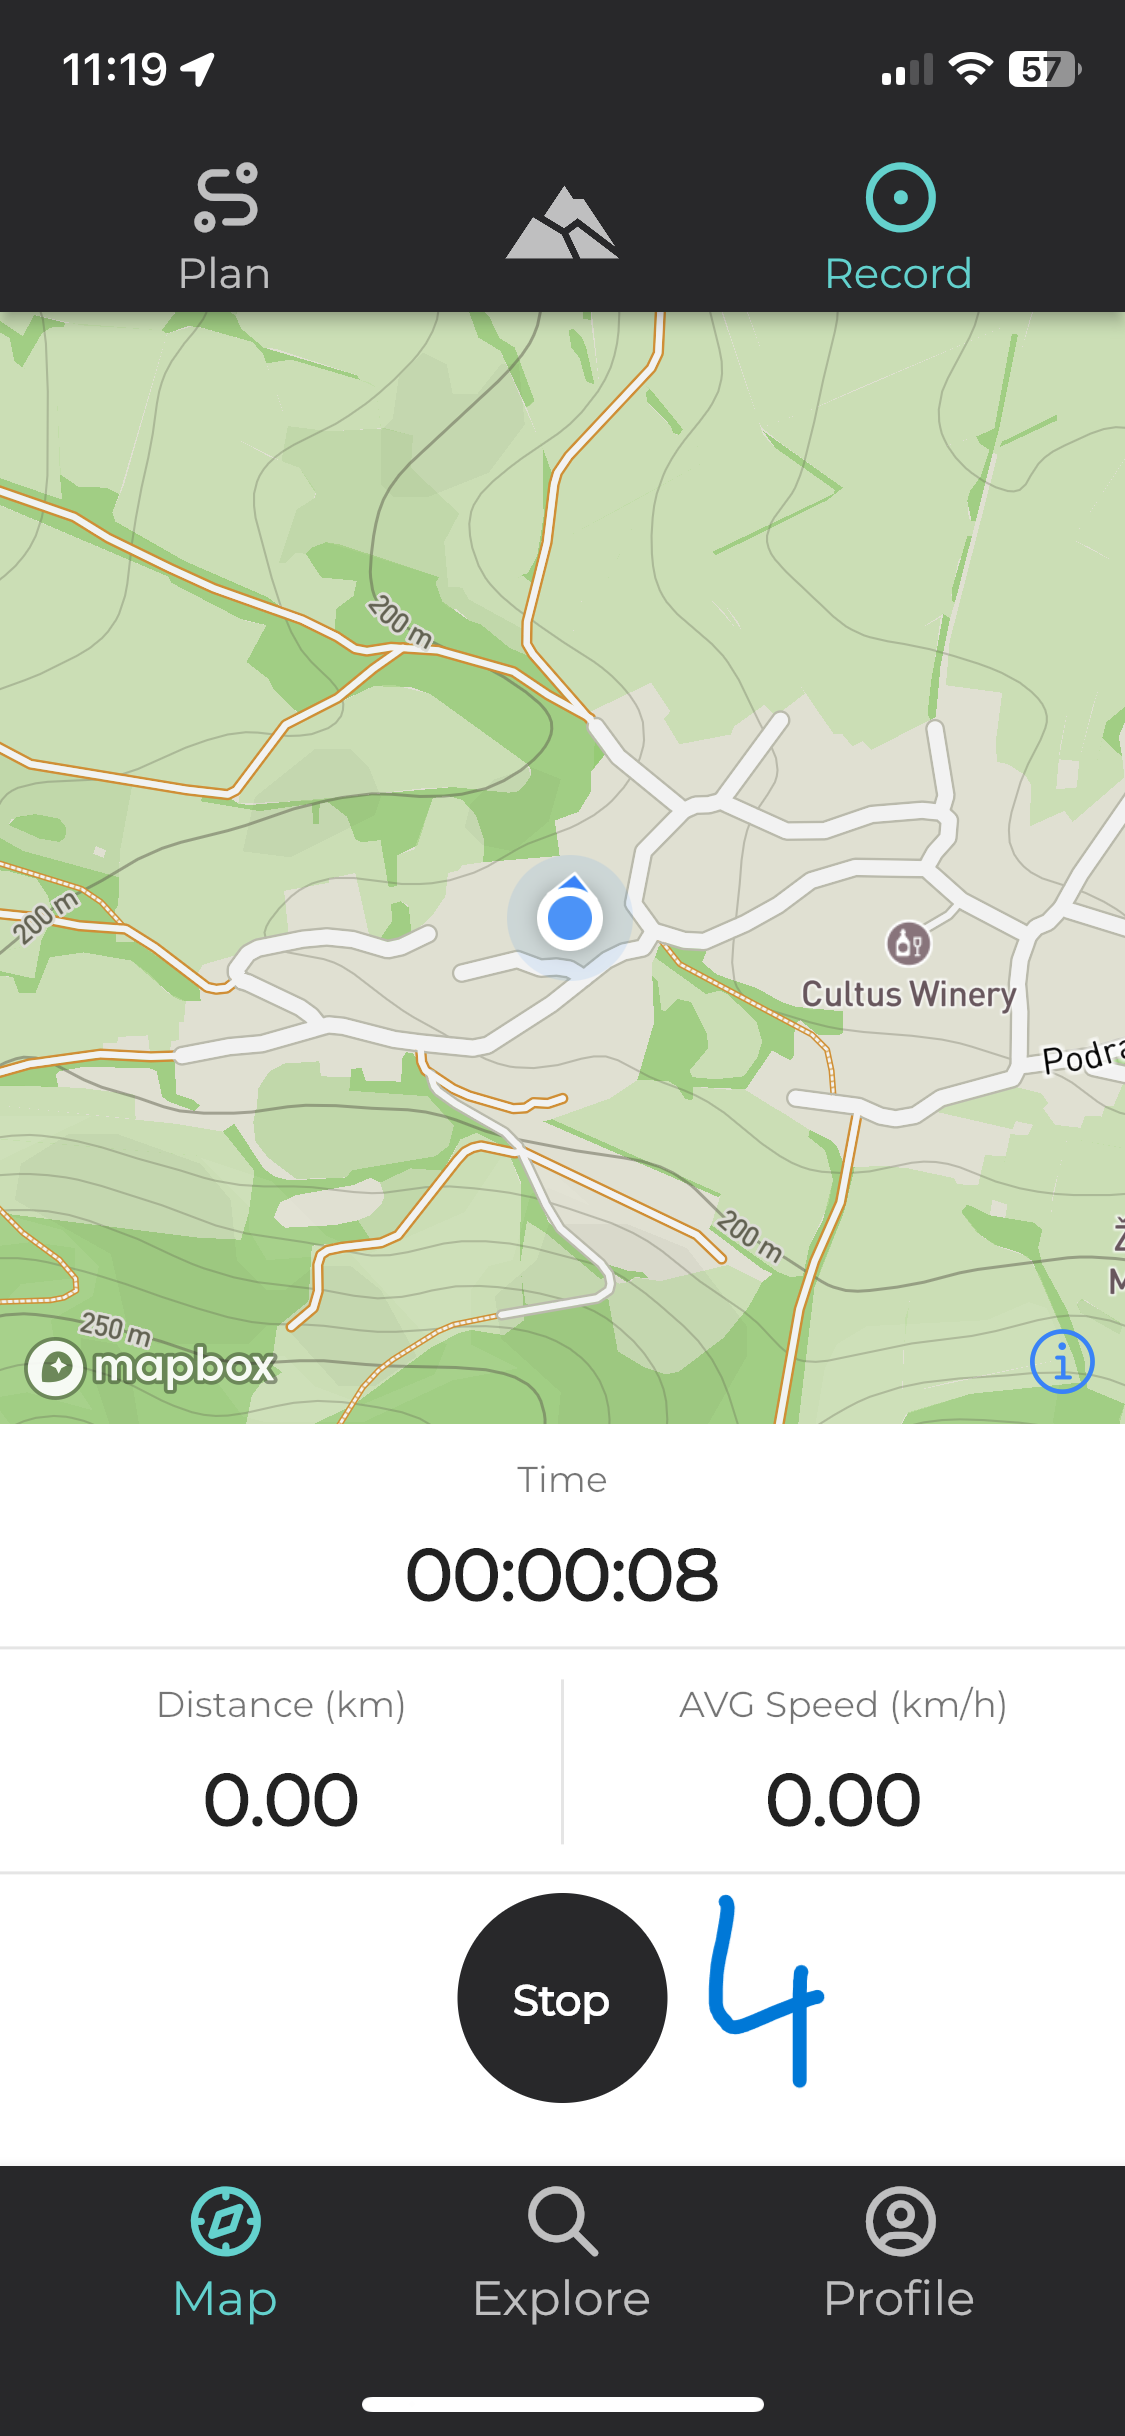 11:19
57
Plan
Record
200 m
200 m
Cultus Winery
200 m
250 m
mapbox
Time
00:00:08
Distance (km)
AVG Speed (km/h)
0.00
0.00
Stop
4
Map
Explore
Profile